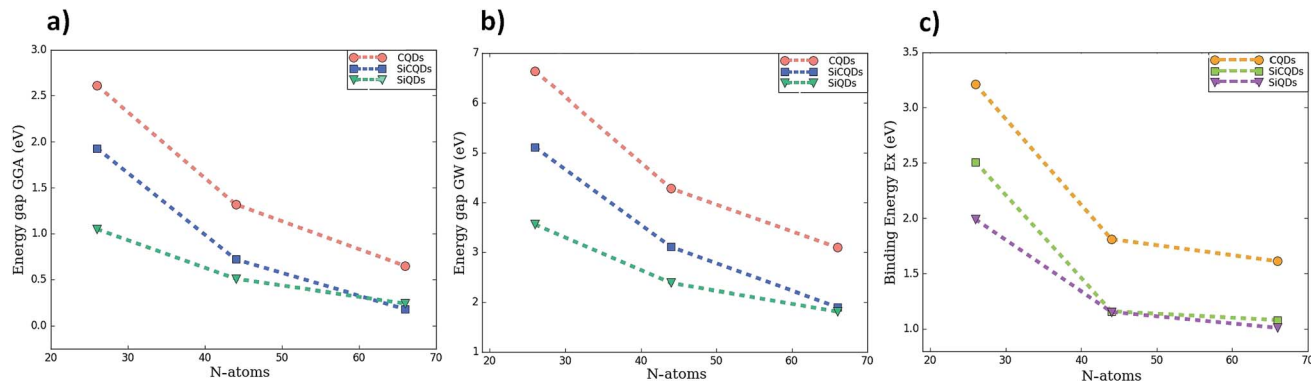 a)
3.0
2.5
2.0
1.5
1.0
0.5
0.0
20
30
40
50
60
70
Energy gap GGA (eV)
N-atoms
CQDs
SiCQDs
SiQDs
b)
7
6
5
4
3
2
1
20
30
40
50
60
70
Energy gap GW (eV)
N-atoms
CQDs
SiCQDs
SiQDs
c)
3.5
3.0
2.5
2.0
1.5
1.0
20
30
40
50
60
70
Binding Energy Ex (eV)
N-atoms
CQDs
SiCQDs
SiQDs